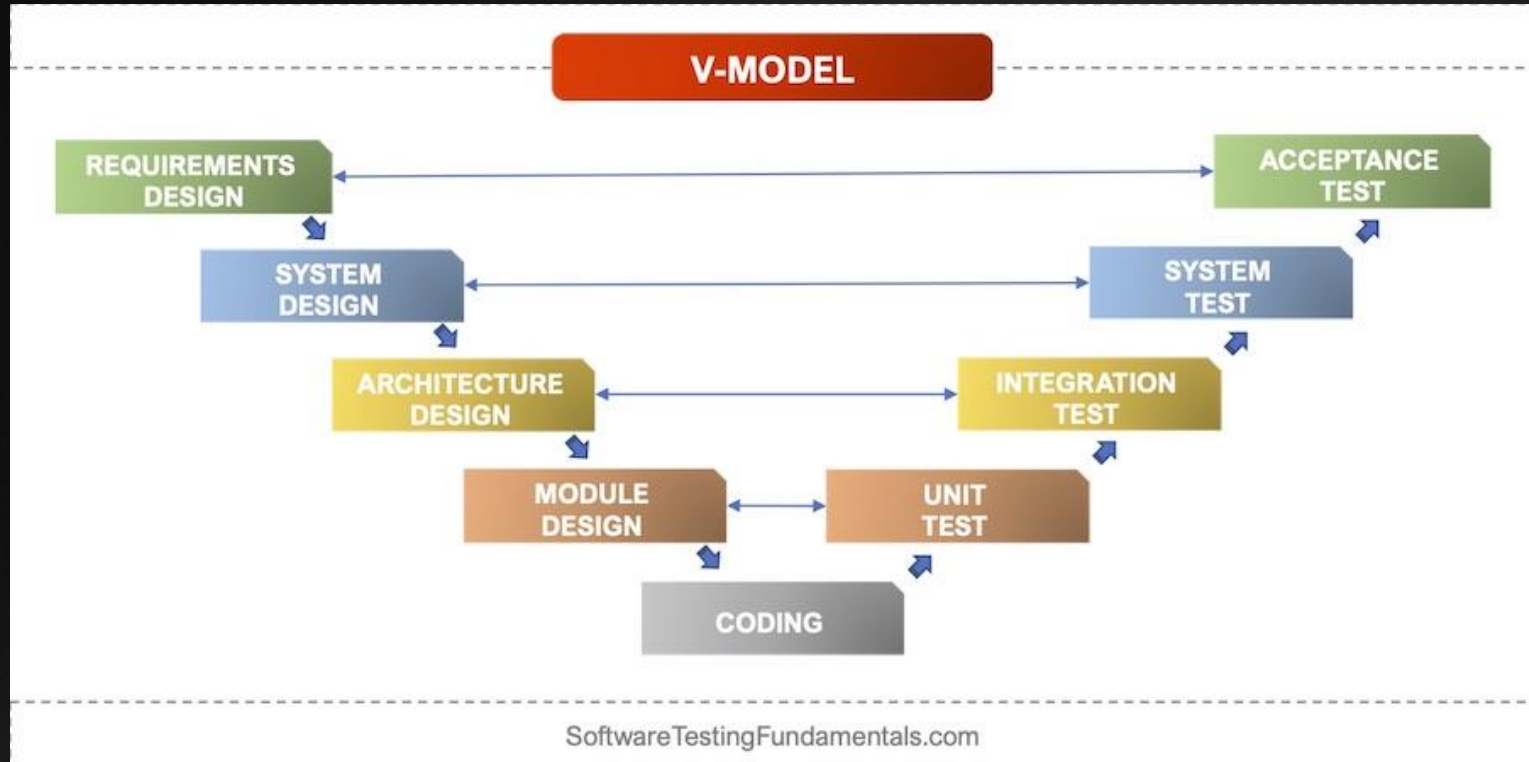 V-MODEL
REQUIREMENTS
DESIGN
ACCEPTANCE
TEST
SYSTEM
DESIGN
SYSTEM
TEST
ARCHITECTURE
DESIGN
INTEGRATION
TEST
MODULE
DESIGN
UNIT
TEST
CODING
SoftwareTestingFundamentals.com